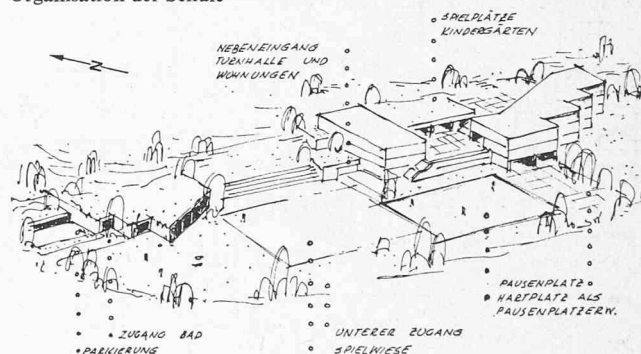 Organisation der Schule
N
SPIELPLÄTZE
KINDERGÄRTEN
NEBENEINGANG
TURNHALLE UND
WOHNUNGEN
PAUSENPLATZ
HARTPLATZ ALS
PAUSENPLATZERW.
ZUGANG BAD
PARKIERUNG
UNTERER ZUGANG
SPIELWIESE